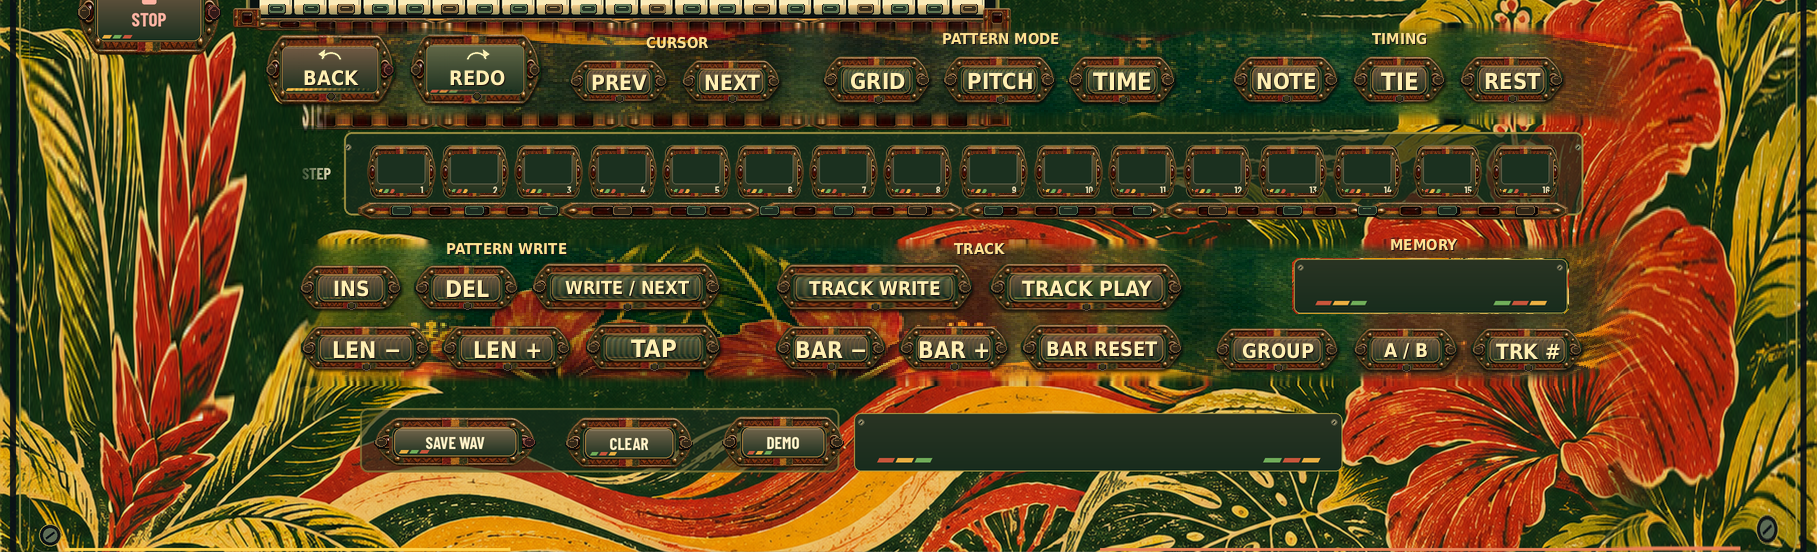 STOP
BACK
REDO
CURSOR
PREV
NEXT
PATTERN MODE
GRID
PITCH
TIME
TIMING
NOTE
TIE
REST
STEP
1 2 3 4 5 6 7 8 9 10 11 12 13 14 15 16
PATTERN WRITE
INS
DEL
WRITE / NEXT
LEN −
LEN +
TAP
TRACK
TRACK WRITE
TRACK PLAY
BAR −
BAR +
BAR RESET
MEMORY
GROUP
A / B
TRK #
SAVE WAV
CLEAR
DEMO